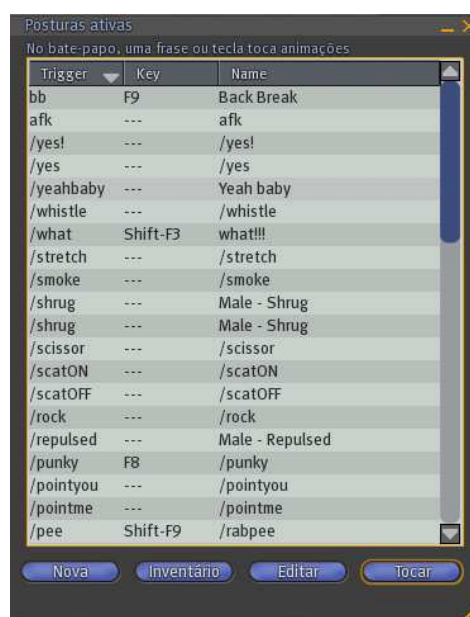 Posturas ativas
No bate-papo, uma frase ou tecla toca animações
Trigger Key Name
bb F9 Back Break
afk --- afk
/yes! --- /yes!
/yes --- /yes
/yeahbaby --- Yeah baby
/whistle --- /whistle
/what Shift-F3 what!!!
/stretch --- /stretch
/smoke --- /smoke
/shrug --- Male - Shrug
/shrug --- Male - Shrug
/scissor --- /scissor
/scatON --- /scatON
/scatOFF --- /scatOFF
/rock --- /rock
/repulsed --- Male - Repulsed
/punky F8 /punky
/pointyou --- /pointyou
/pointme --- /pointme
/pee Shift-F9 /rabpee
Nova Inventário Editar Tocar